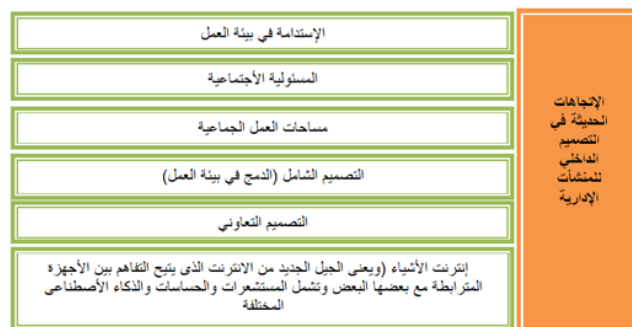 الإتجاهات
الحديثة في
التصميم
الداخلي
للمنشأت
الإدارية
الإستدامة في بيئة العمل
المسئولية الأجتماعية
مساحات العمل الجماعية
التصميم الشامل (الدمج في بيئة العمل)
التصميم التعاوني
إنترنت الأشياء (ويعنى الجيل الجديد من الانترنت الذى يتيح التفاهم بين الأجهزة
المترابطة مع بعضها البعض وتشمل المستشعرات والحساسات والذكاء الأصطناعى
المختلفة